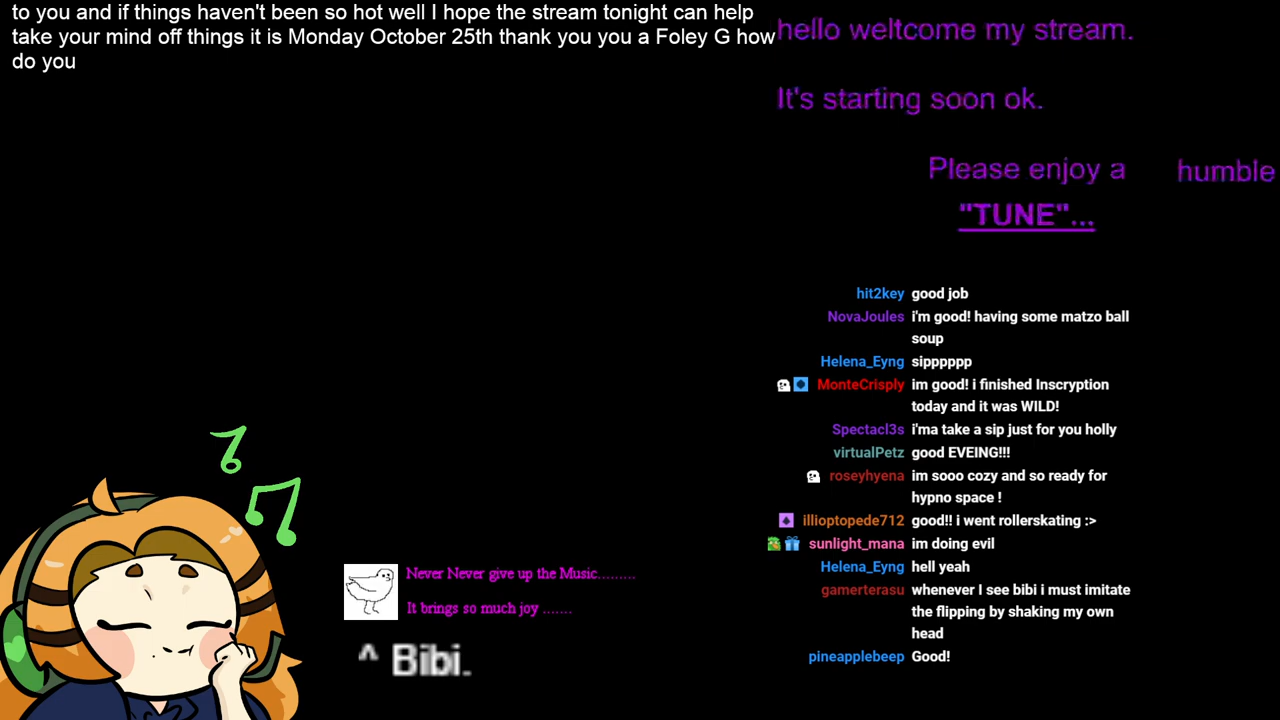 to you and if things haven't been so hot well I hope the stream tonight can help
take your mind off things it is Monday October 25th thank you you a Foley G how
do you
hello weltcome my stream.
It's starting soon ok.
Please enjoy a humble
"TUNE"...
hit2key good job
NovaJoules i'm good! having some matzo ball
soup
Helena_Eyng sipppppp
MonteCrisply im good! i finished Inscryption
today and it was WILD!
Spectacl3s i'ma take a sip just for you holly
virtualPetz good EVEING!!!
roseyhyena im sooo cozy and so ready for
hypno space !
illioptopede712 good!! i went rollerskating :>
sunlight_mana im doing evil
Helena_Eyng hell yeah
gamerterasu whenever I see bibi i must imitate
the flipping by shaking my own
head
pineapplebeep Good!
Never Never give up the Music.........
It brings so much joy .......
^ Bibi.